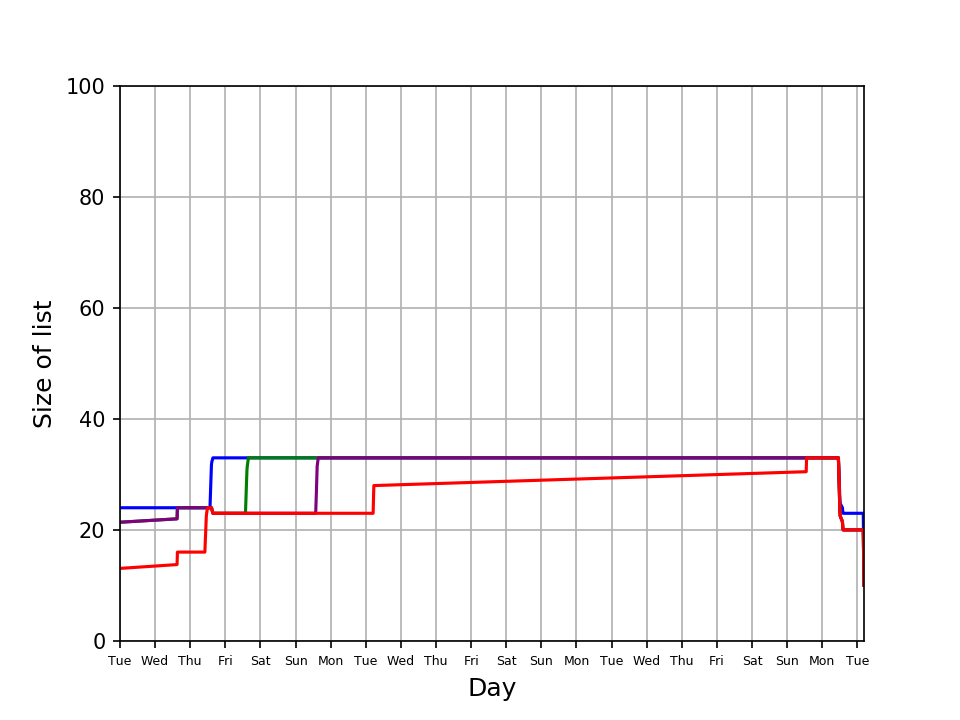 100
80
60
40
20
0
Size of list
Tue Wed Thu Fri Sat Sun Mon Tue Wed Thu Fri Sat Sun Mon Tue Wed Thu Fri Sat Sun Mon Tue
Day